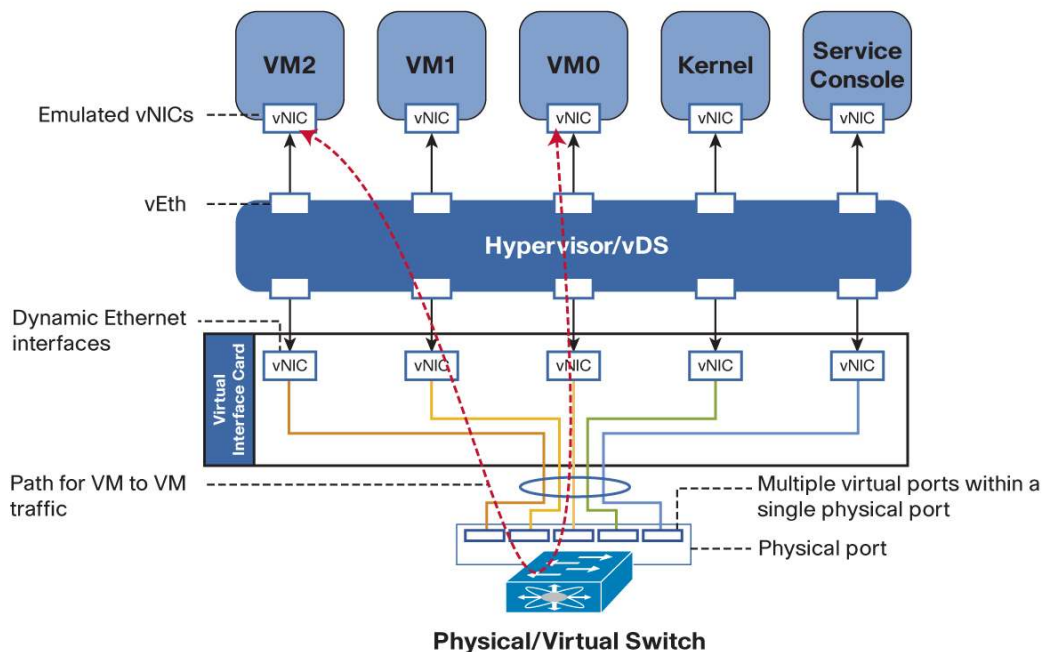 VM2
VM1
VM0
Kernel
Service
Console
Emulated vNICs
vNIC
vNIC
vNIC
vNIC
vNIC
vEth
Hypervisor/vDS
Dynamic Ethernet
interfaces
Virtual
Interface Card
vNIC
vNIC
vNIC
vNIC
vNIC
Path for VM to VM
traffic
Multiple virtual ports within a
single physical port
Physical port
Physical/Virtual Switch